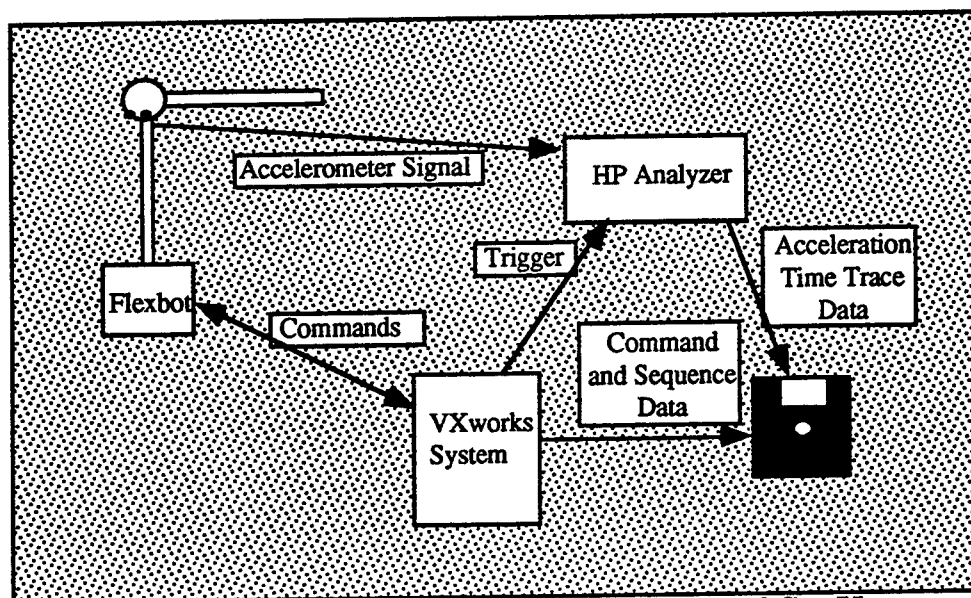 Accelerometer Signal
HP Analyzer
Trigger
Acceleration
Time Trace
Data
Flexbot
Commands
Command
and Sequence
Data
VXworks
System